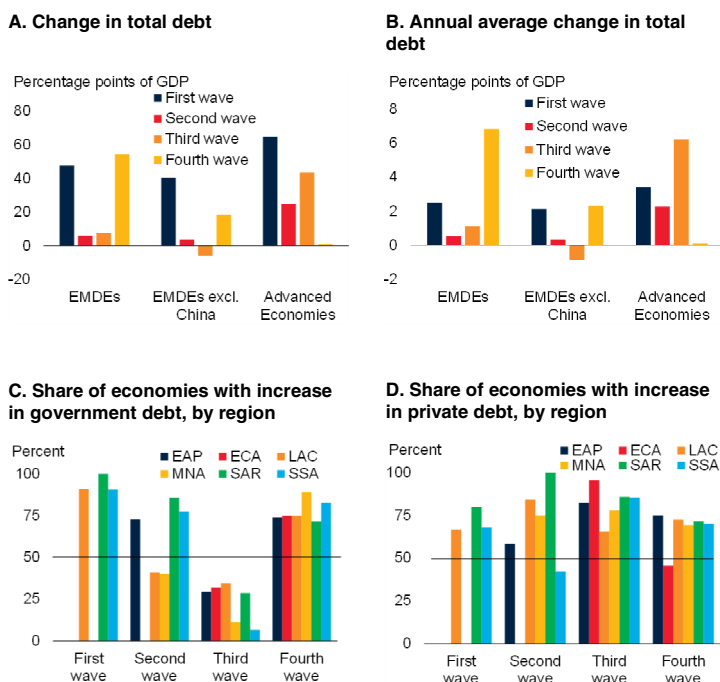 A. Change in total debt
Percentage points of GDP
First wave
Second wave
Third wave
Fourth wave
80
60
40
20
0
-20
EMDEs
EMDEs excl.
China
Advanced
Economies
B. Annual average change in total
debt
Percentage points of GDP
First wave
Second wave
Third wave
Fourth wave
8
6
4
2
0
-2
EMDEs
EMDEs excl.
China
Advanced
Economies
C. Share of economies with increase
in government debt, by region
Percent
EAP ECA LAC
MNA SAR SSA
100
75
50
25
0
First
wave
Second
wave
Third
wave
Fourth
wave
D. Share of economies with increase
in private debt, by region
Percent
EAP ECA LAC
MNA SAR SSA
100
75
50
25
0
First
wave
Second
wave
Third
wave
Fourth
wave